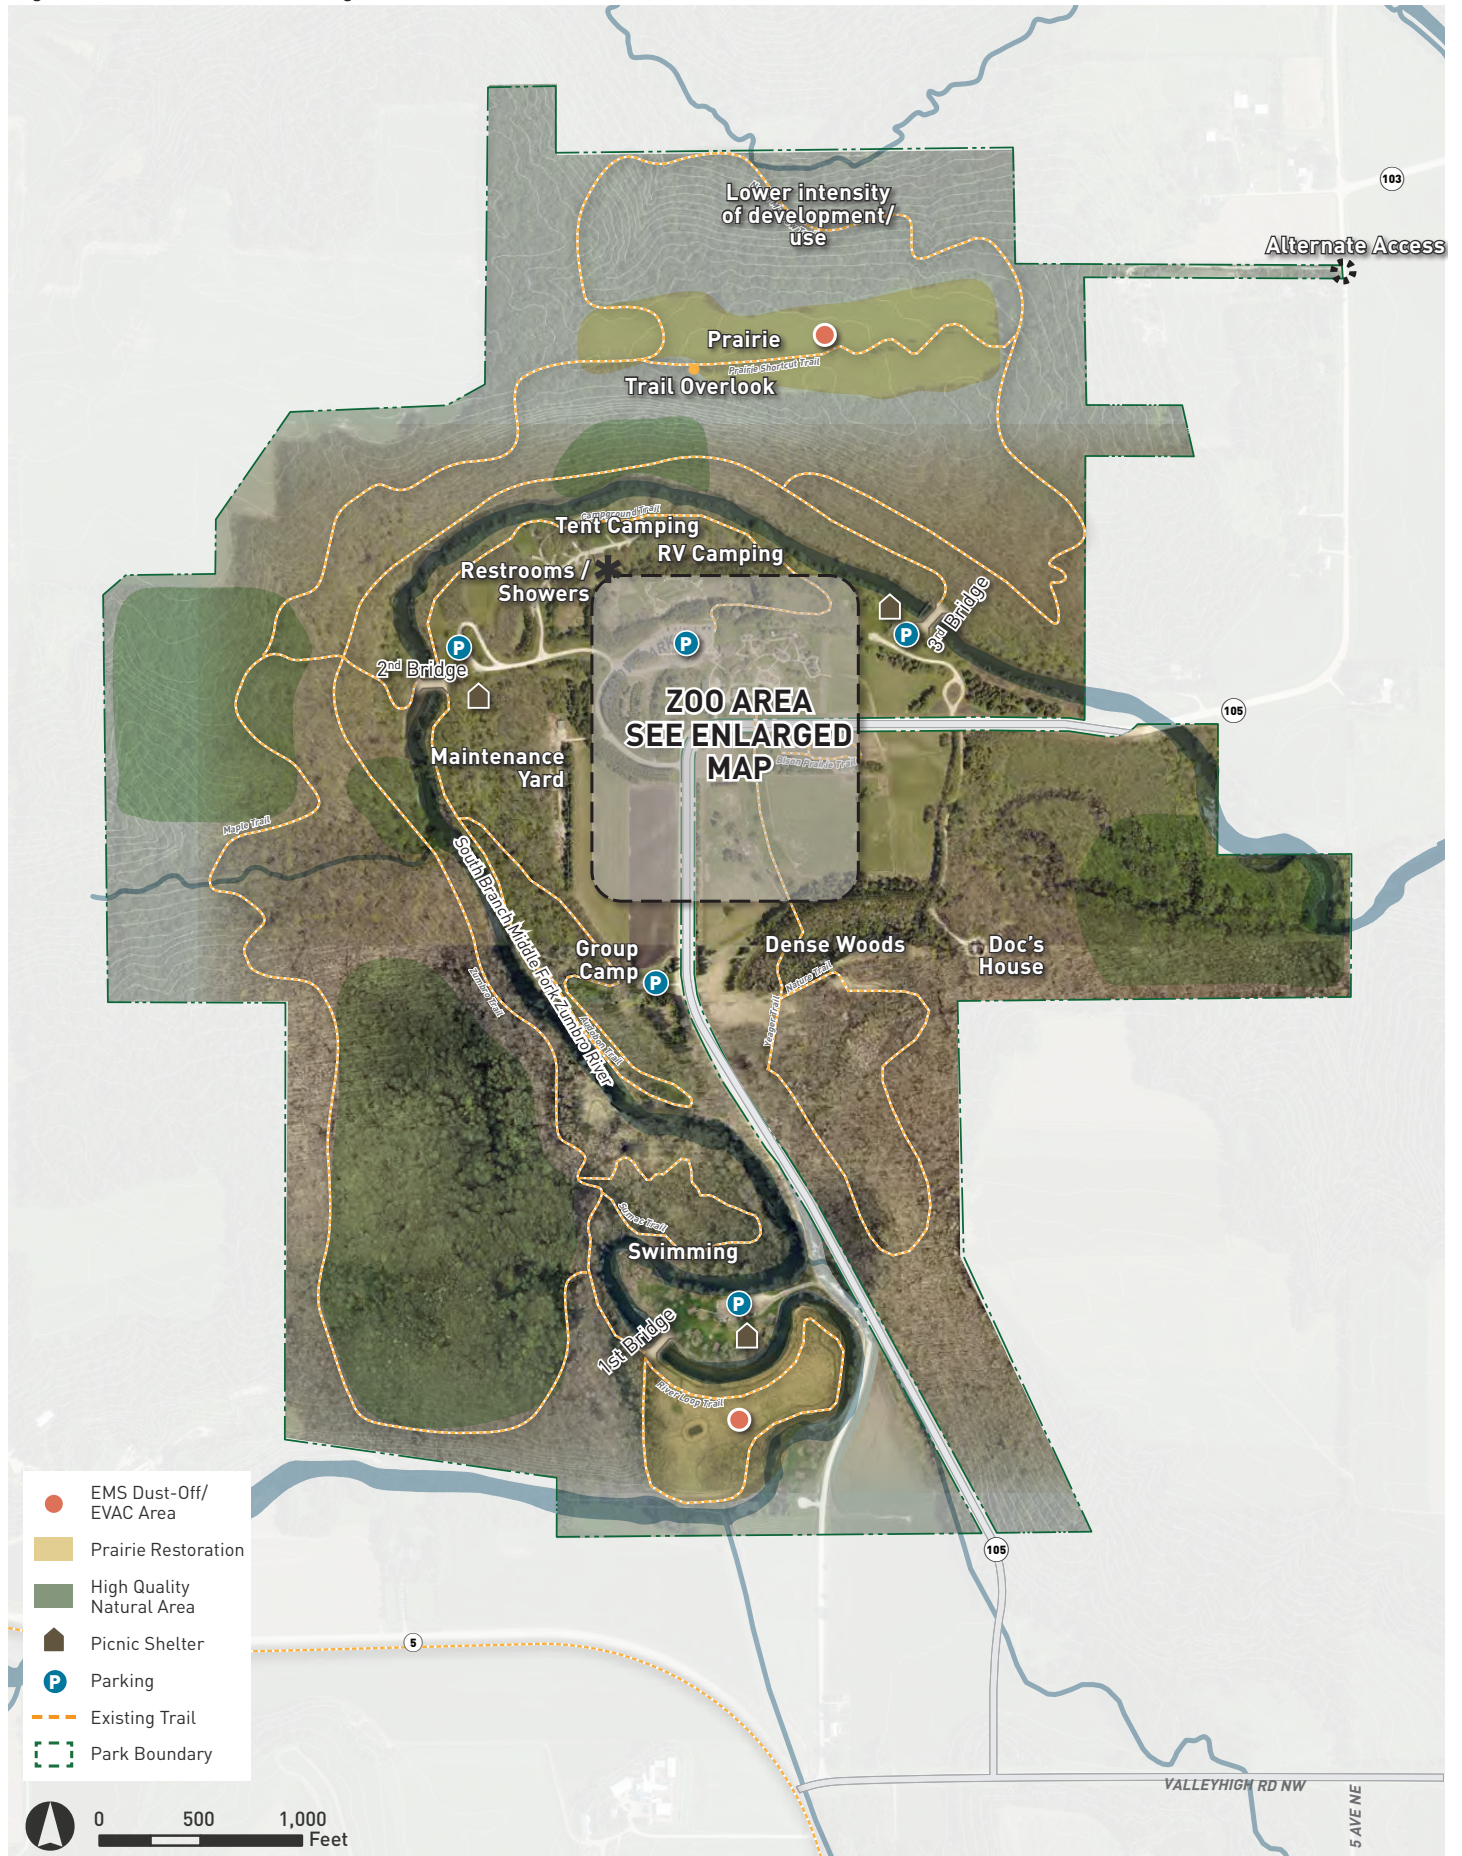 Lower intensity
of development/
use
103
Alternate Access
Prairie
Prairie Shortcut Trail
Trail Overlook
Campground Trail
Tent Camping
RV Camping
Restrooms /
Showers
P
P
P
3rd Bridge
2nd Bridge
ZOO AREA
SEE ENLARGED
MAP
105
Bison Prairie Trail
Maintenance
Yard
Maple Trail
South Branch Middle Fork Zumbro River
Group
Camp
P
Dense Woods
Doc's
House
Nature Trail
Zumbro Trail
Yeager Trail
Audobon Trail
Sumac Trail
Swimming
P
1st Bridge
River Loop Trail
EMS Dust-Off/
EVAC Area
Prairie Restoration
High Quality
Natural Area
Picnic Shelter
P Parking
Existing Trail
Park Boundary
105
5
VALLEYHIGH RD NW
5 AVE NE
0 500 1,000
Feet